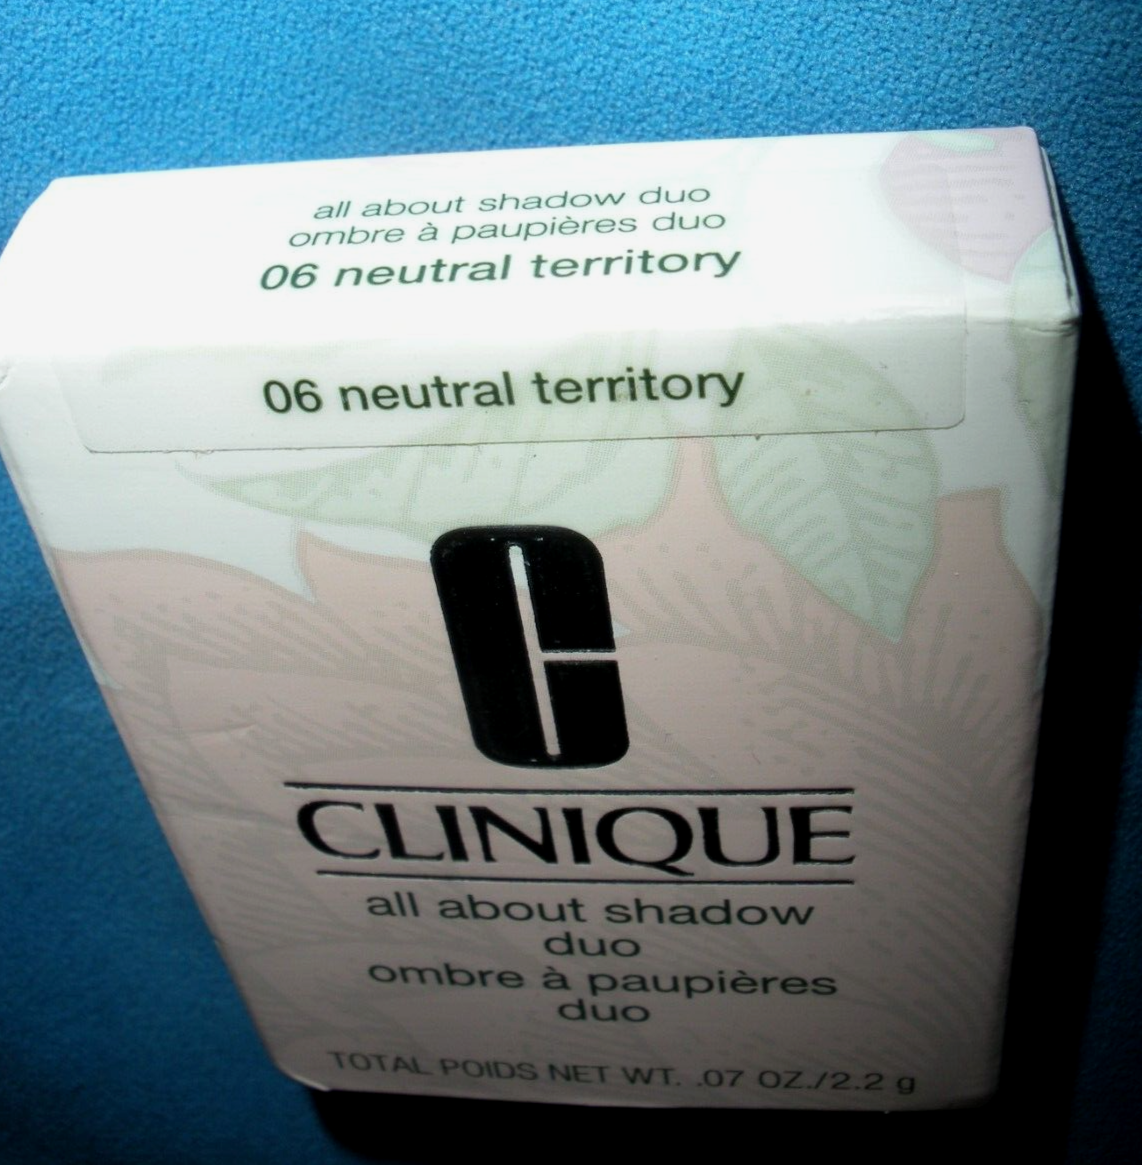 all about shadow duo
ombre à paupières duo
06 neutral territory
06 neutral territory
C
CLINIQUE
all about shadow
duo
ombre à paupières
duo
TOTAL POIDS NET WT. .07 OZ./2.2 g